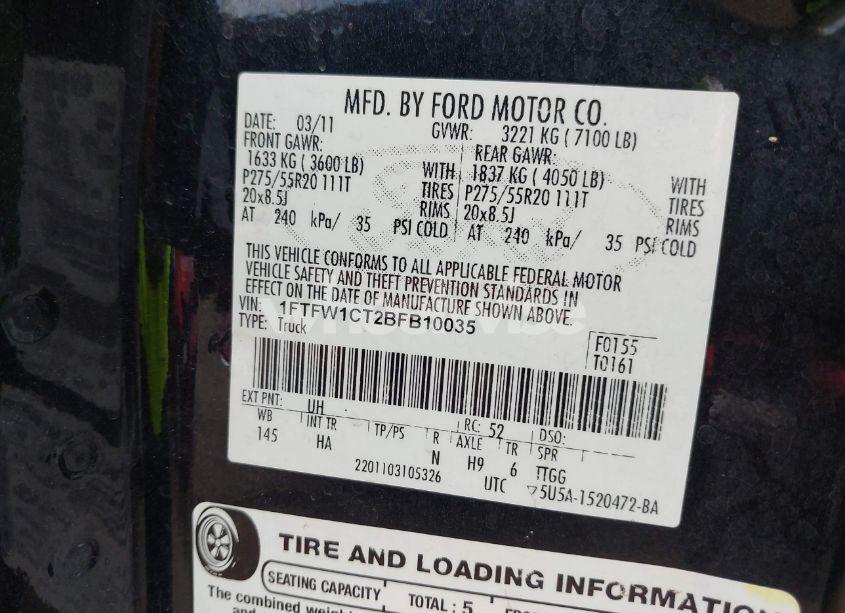 MFD. BY FORD MOTOR CO.
DATE: 03/11 GVWR: 3221 KG ( 7100 LB)
FRONT GAWR: REAR GAWR:
1633 KG ( 3600 LB) WITH 1837 KG ( 4050 LB) WITH
P275/55R20 111T TIRES P275/55R20 111T TIRES
20x8.5J RIMS 20x8.5J RIMS
AT 240 kPa/ 35 PSI COLD AT 240 kPa/ 35 PSI COLD
THIS VEHICLE CONFORMS TO ALL APPLICABLE FEDERAL MOTOR
VEHICLE SAFETY AND THEFT PREVENTION STANDARDS IN
EFFECT ON THE DATE OF MANUFACTURE SHOWN ABOVE.
VIN: 1FTFW1CT2BFB10035
TYPE: Truck
F0155
T0161
EXT PNT: UH RC: 52 DSO:
WB INT TR TP/PS R AXLE TR SPR
145 HA N H9 6 TTGG
2201103105326 UTC ▽5U5A-1520472-BA
TIRE AND LOADING INFORMATION
SEATING CAPACITY TOTAL : 5
The combined weight